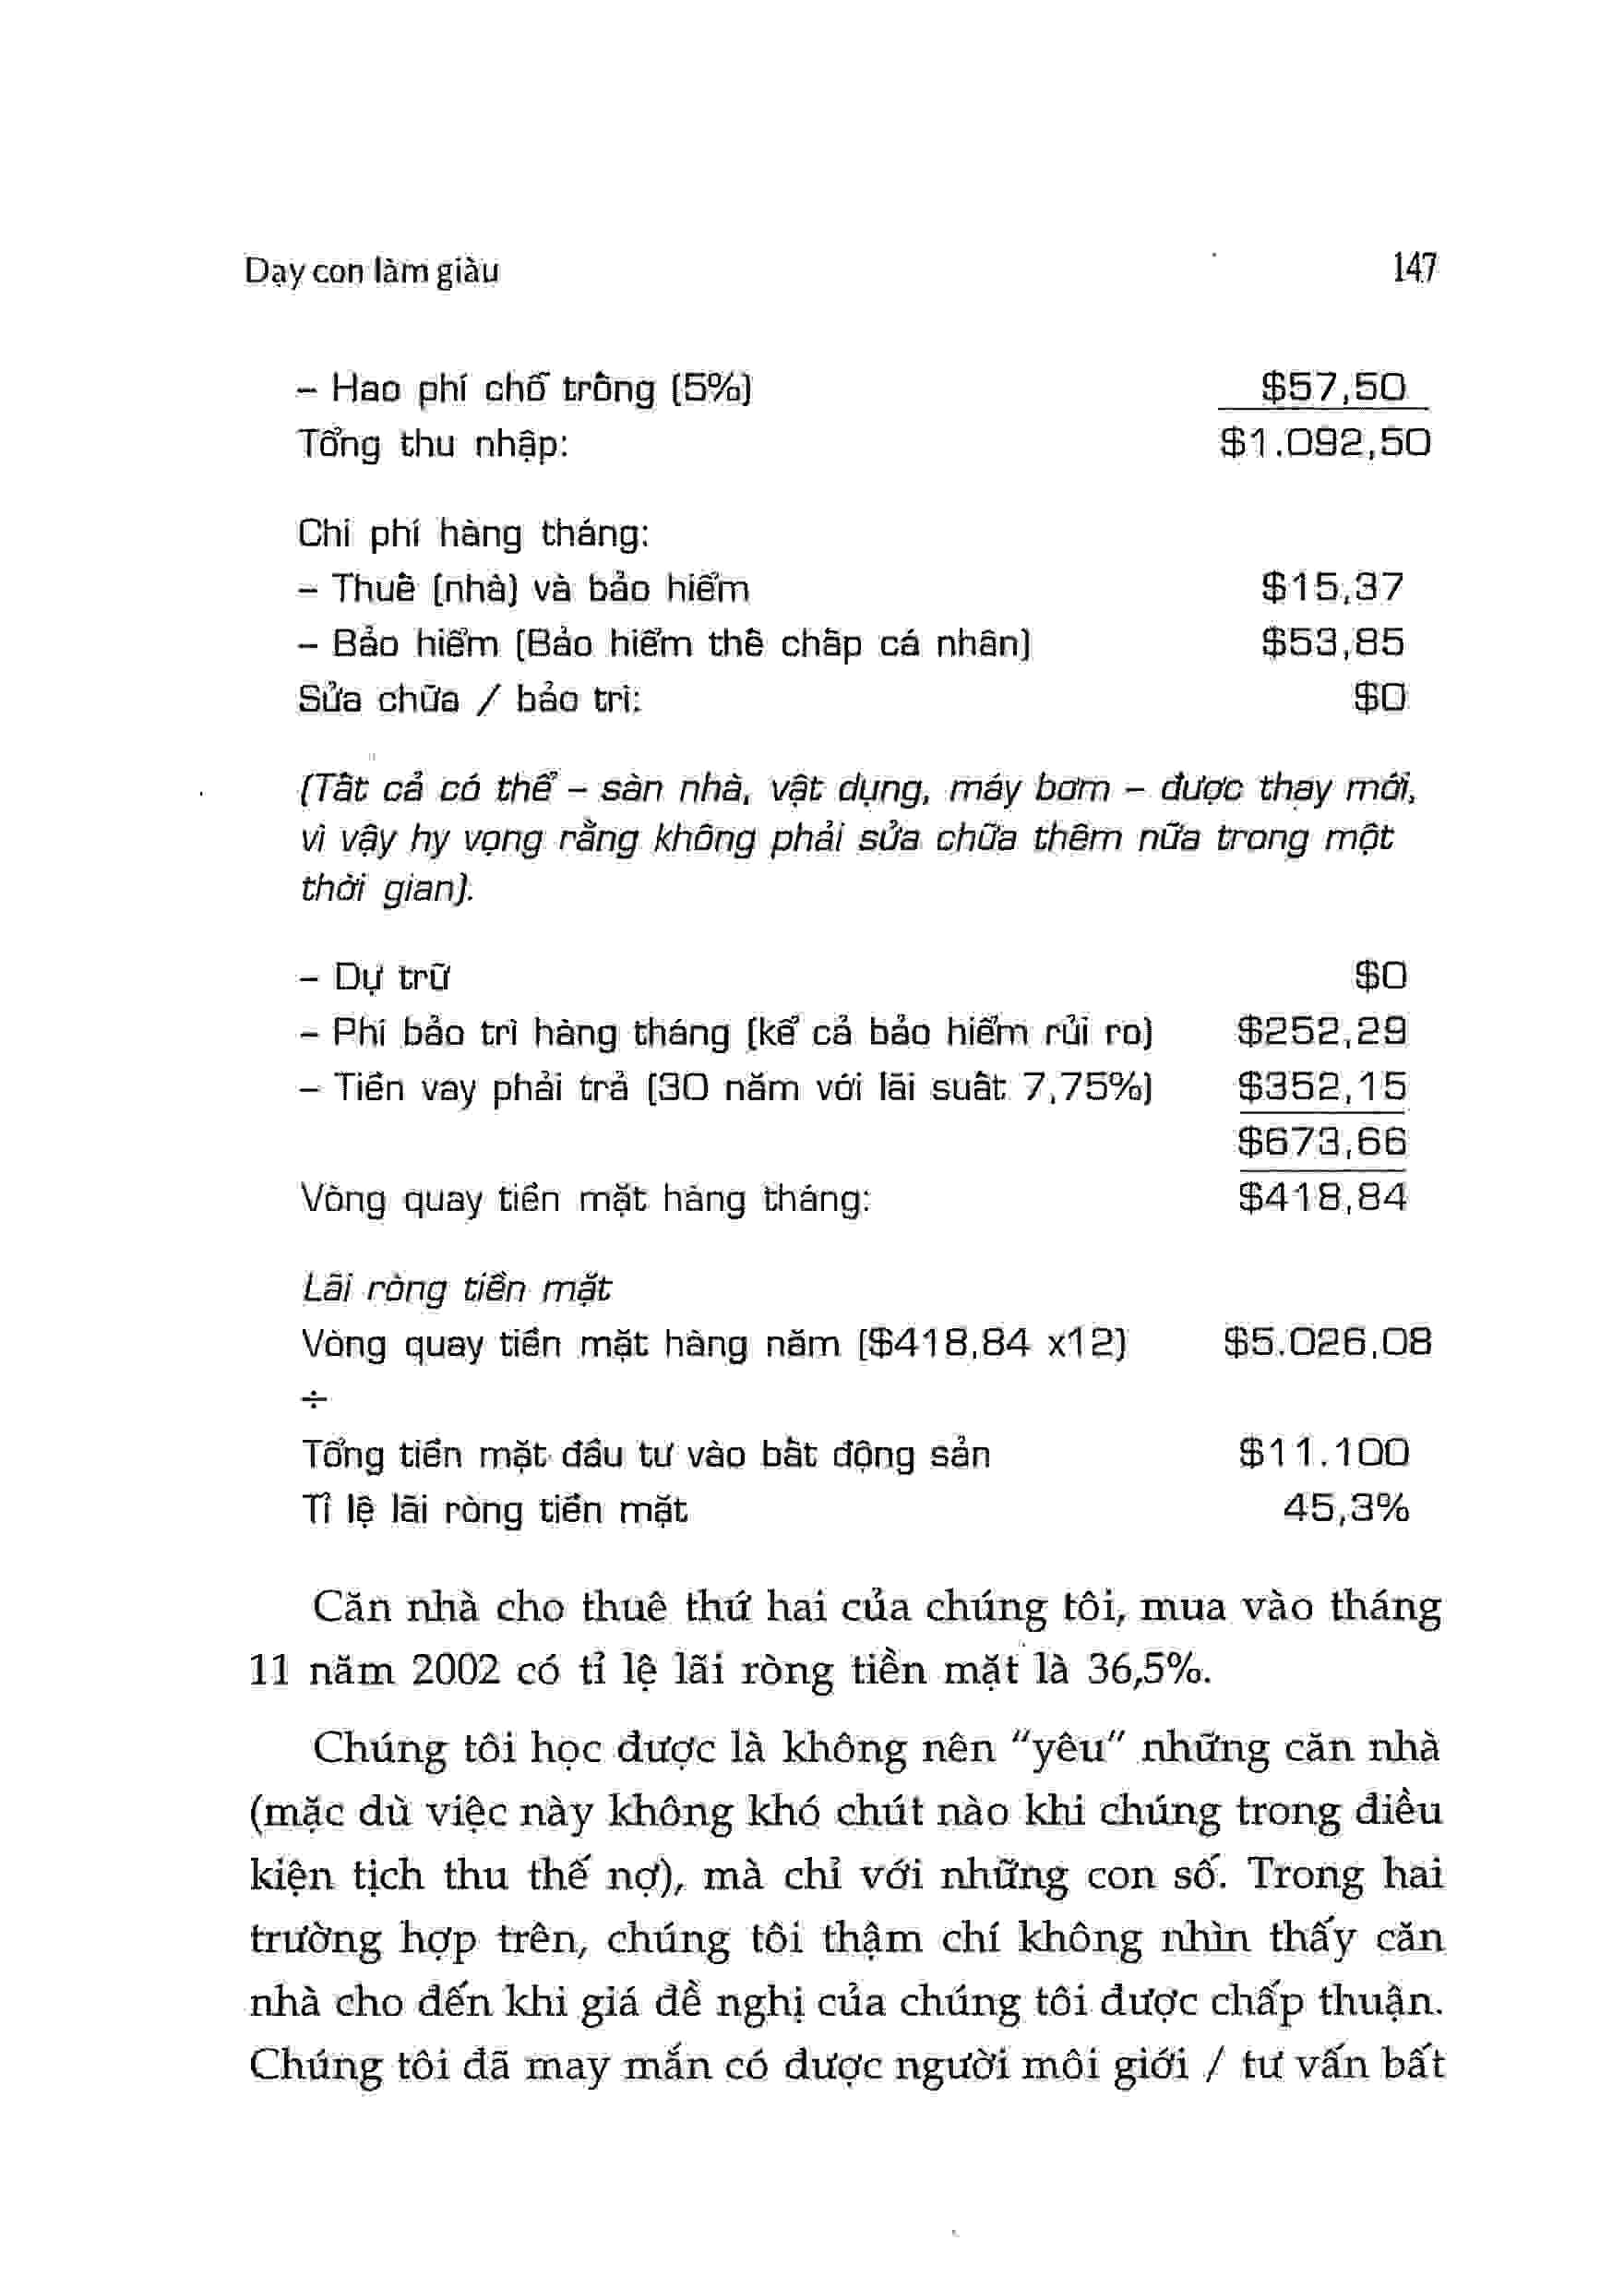 Dạy con làm giàu 147
– Hao phí chỗ trống (5%) $57,50
Tổng thu nhập: $1.092,50
Chi phí hàng tháng:
– Thuế (nhà) và bảo hiểm $15,37
– Bảo hiểm (Bảo hiểm thế chấp cá nhân) $53,85
Sửa chữa / bảo trì: $0
(Tất cả có thể – sàn nhà, vật dụng, máy bơm – được thay mới,
vì vậy hy vọng rằng không phải sửa chữa thêm nữa trong một
thời gian).
– Dự trữ $0
– Phí bảo trì hàng tháng (kể cả bảo hiểm rủi ro) $252,29
– Tiền vay phải trả (30 năm với lãi suất 7,75%) $352,15
$673,66
Vòng quay tiền mặt hàng tháng: $418,84
Lãi ròng tiền mặt
Vòng quay tiền mặt hàng năm ($418,84 x12) $5.026,08
÷
Tổng tiền mặt đầu tư vào bất động sản $11.100
Tỉ lệ lãi ròng tiền mặt 45,3%
Căn nhà cho thuê thứ hai của chúng tôi, mua vào tháng
11 năm 2002 có tỉ lệ lãi ròng tiền mặt là 36,5%.
Chúng tôi học được là không nên "yêu" những căn nhà
(mặc dù việc này không khó chút nào khi chúng trong điều
kiện tịch thu thế nợ), mà chỉ với những con số. Trong hai
trường hợp trên, chúng tôi thậm chí không nhìn thấy căn
nhà cho đến khi giá đề nghị của chúng tôi được chấp thuận.
Chúng tôi đã may mắn có được người môi giới / tư vấn bất